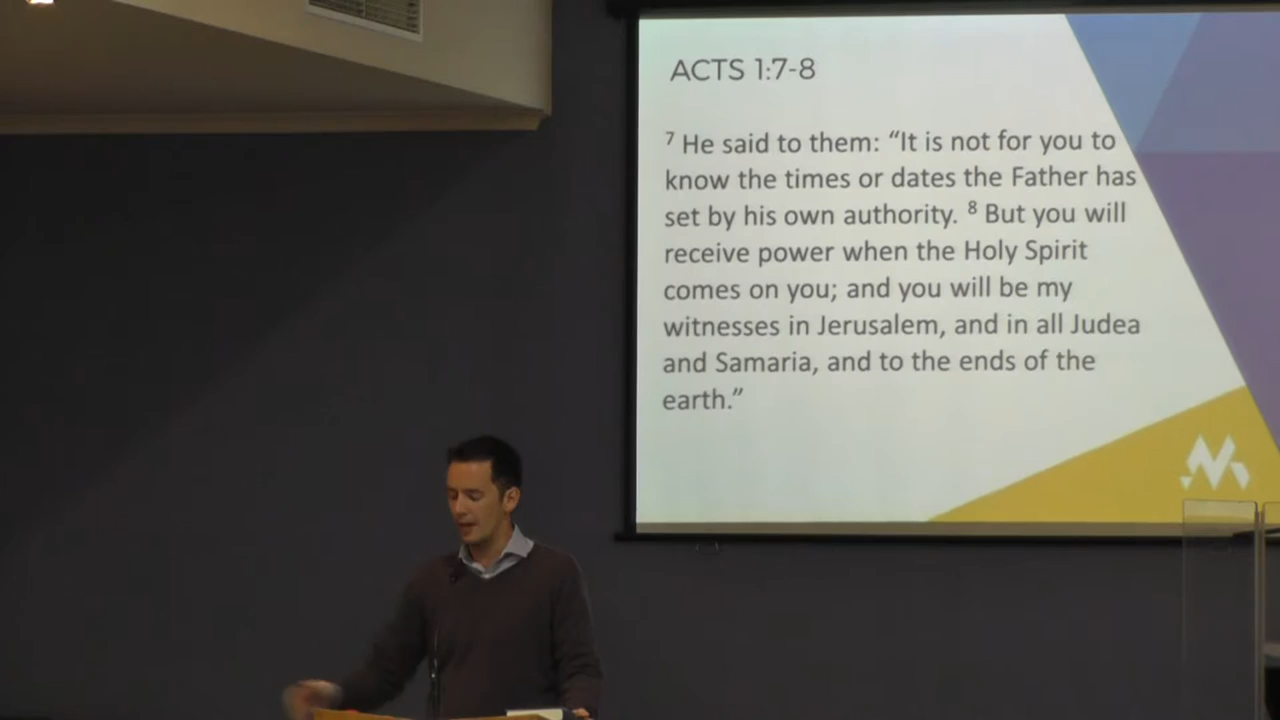 ACTS 1:7-8
⁷ He said to them: “It is not for you to
know the times or dates the Father has
set by his own authority. ⁸ But you will
receive power when the Holy Spirit
comes on you; and you will be my
witnesses in Jerusalem, and in all Judea
and Samaria, and to the ends of the
earth.”